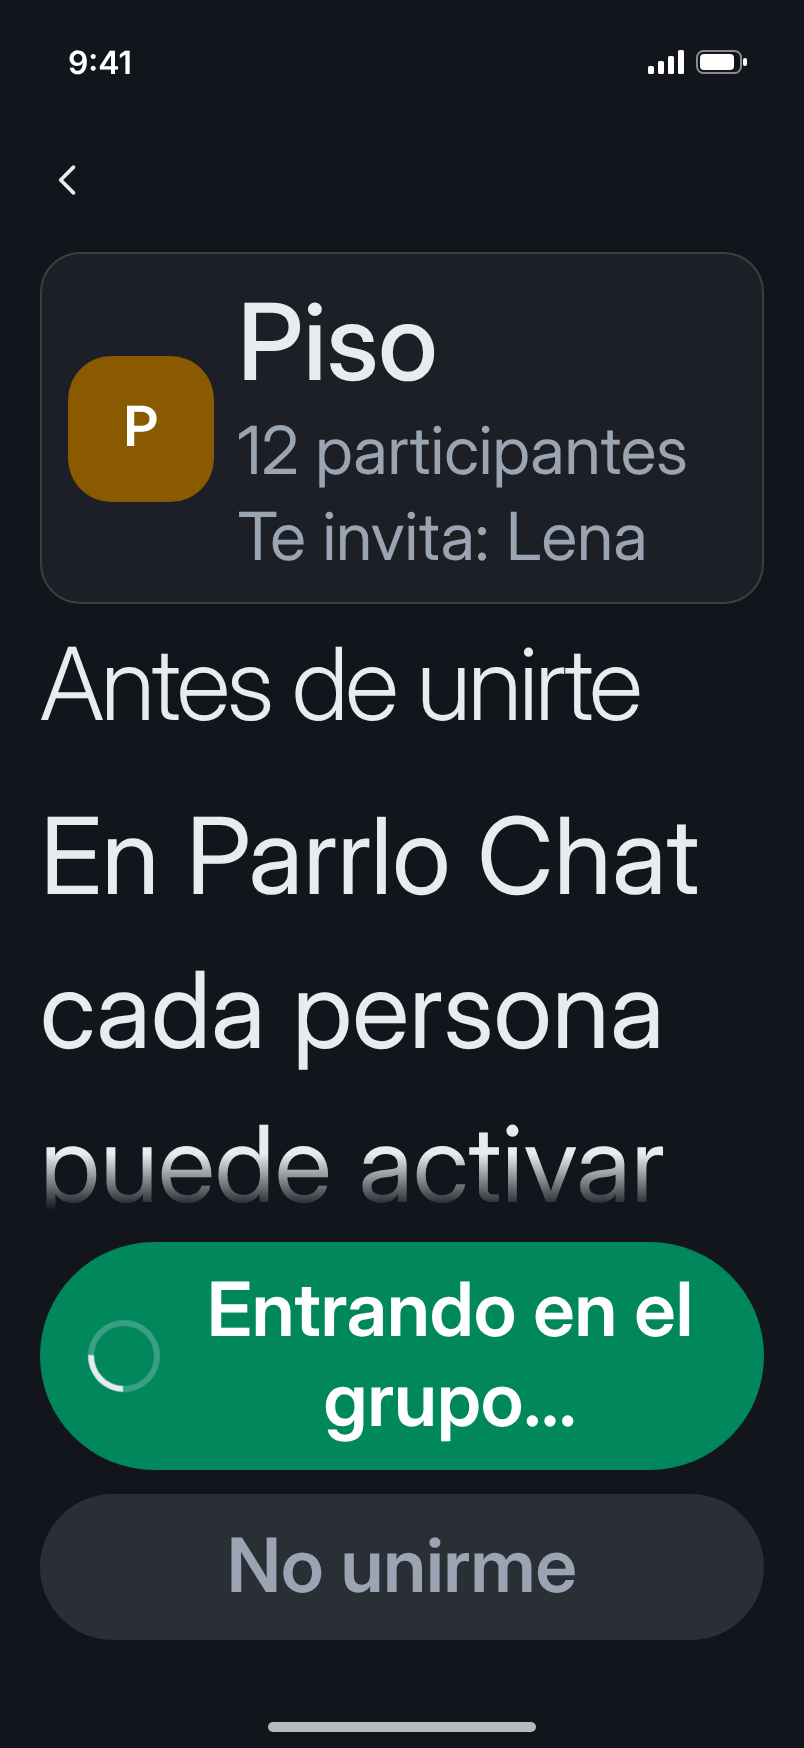 9:41
Piso
P
12 participantes
Te invita: Lena
Antes de unirte
En Parrlo Chat
cada persona
puede activar
Entrando en el
grupo...
No unirme